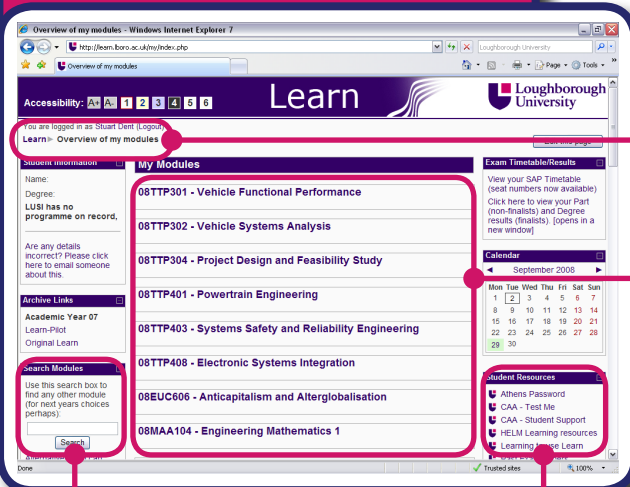 Overview of my modules - Windows Internet Explorer 7
http://learn.lboro.ac.uk/my/index.php
Loughborough University
Overview of my modules
Page
Tools
Accessibility: A+ A- 1 2 3 4 5 6
Learn
Loughborough
University
You are logged in as Stuart Dent (Logout)
Learn ► Overview of my modules
Student Information
Name:
Degree:
LUSI has no
programme on record,
Are any details
incorrect? Please click
here to email someone
about this.
Archive Links
Academic Year 07
Learn-Pilot
Original Learn
Search Modules
Use this search box to
find any other module
(for next years choices
perhaps):
Search
My Modules
08TTP301 - Vehicle Functional Performance
08TTP302 - Vehicle Systems Analysis
08TTP304 - Project Design and Feasibility Study
08TTP401 - Powertrain Engineering
08TTP403 - Systems Safety and Reliability Engineering
08TTP408 - Electronic Systems Integration
08EUC606 - Anticapitalism and Alterglobalisation
08MAA104 - Engineering Mathematics 1
Exam Timetable/Results
View your SAP Timetable
(seat numbers now available)
Click here to view your Part
(non-finalists) and Degree
results (finalists). [opens in a
new window]
Calendar
◄ September 2008 ►
Mon Tue Wed Thu Fri Sat Sun
1 2 3 4 5 6 7
8 9 10 11 12 13 14
15 16 17 18 19 20 21
22 23 24 25 26 27 28
29 30
Student Resources
Athens Password
CAA - Test Me
CAA - Student Support
HELM Learning resources
Learning to use Learn
Done
Trusted sites
100%